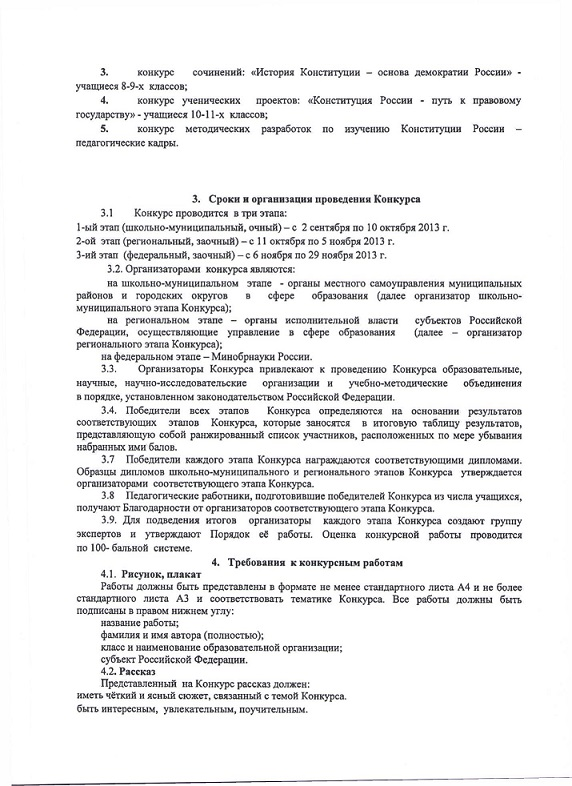 3. конкурс сочинений: «История Конституции – основа демократии России» -
учащиеся 8-9-х классов;
4. конкурс ученических проектов: «Конституция России - путь к правовому
государству» - учащиеся 10-11-х классов;
5. конкурс методических разработок по изучению Конституции России –
педагогические кадры.
3. Сроки и организация проведения Конкурса
3.1 Конкурс проводится в три этапа:
1-ый этап (школьно-муниципальный, очный) – с 2 сентября по 10 октября 2013 г.
2-ой этап (региональный, заочный) – с 11 октября по 5 ноября 2013 г.
3-ий этап (федеральный, заочный) – с 6 ноября по 29 ноября 2013 г.
3.2. Организаторами конкурса являются:
на школьно-муниципальном этапе - органы местного самоуправления муниципальных
районов и городских округов в сфере образования (далее организатор школьно-
муниципального этапа Конкурса);
на региональном этапе – органы исполнительной власти субъектов Российской
Федерации, осуществляющие управление в сфере образования (далее – организатор
регионального этапа Конкурса);
на федеральном этапе – Минобрнауки России.
3.3. Организаторы Конкурса привлекают к проведению Конкурса образовательные,
научные, научно-исследовательские организации и учебно-методические объединения
в порядке, установленном законодательством Российской Федерации.
3.4. Победители всех этапов Конкурса определяются на основании результатов
соответствующих этапов Конкурса, которые заносятся в итоговую таблицу результатов,
представляющую собой ранжированный список участников, расположенных по мере убывания
набранных ими балов.
3.7 Победители каждого этапа Конкурса награждаются соответствующими дипломами.
Образцы дипломов школьно-муниципального и регионального этапов Конкурса утверждается
организаторами соответствующего этапа Конкурса.
3.8 Педагогические работники, подготовившие победителей Конкурса из числа учащихся,
получают Благодарности от организаторов соответствующего этапа Конкурса.
3.9. Для подведения итогов организаторы каждого этапа Конкурса создают группу
экспертов и утверждают Порядок её работы. Оценка конкурсной работы проводится
по 100- бальной системе.
4. Требования к конкурсным работам
4.1. Рисунок, плакат
Работы должны быть представлены в формате не менее стандартного листа А4 и не более
стандартного листа А3 и соответствовать тематике Конкурса. Все работы должны быть
подписаны в правом нижнем углу:
название работы;
фамилия и имя автора (полностью);
класс и наименование образовательной организации;
субъект Российской Федерации.
4.2. Рассказ
Представленный на Конкурс рассказ должен:
иметь чёткий и ясный сюжет, связанный с темой Конкурса.
быть интересным, увлекательным, поучительным.